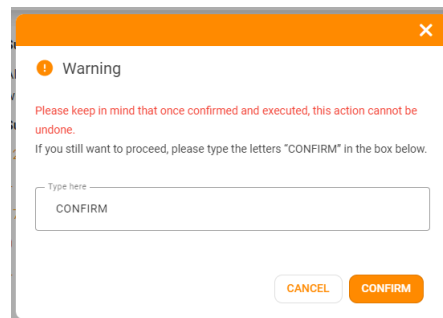 Warning
Please keep in mind that once confirmed and executed, this action cannot be
undone.
If you still want to proceed, please type the letters “CONFIRM” in the box below.
Type here
CONFIRM
CANCEL
CONFIRM